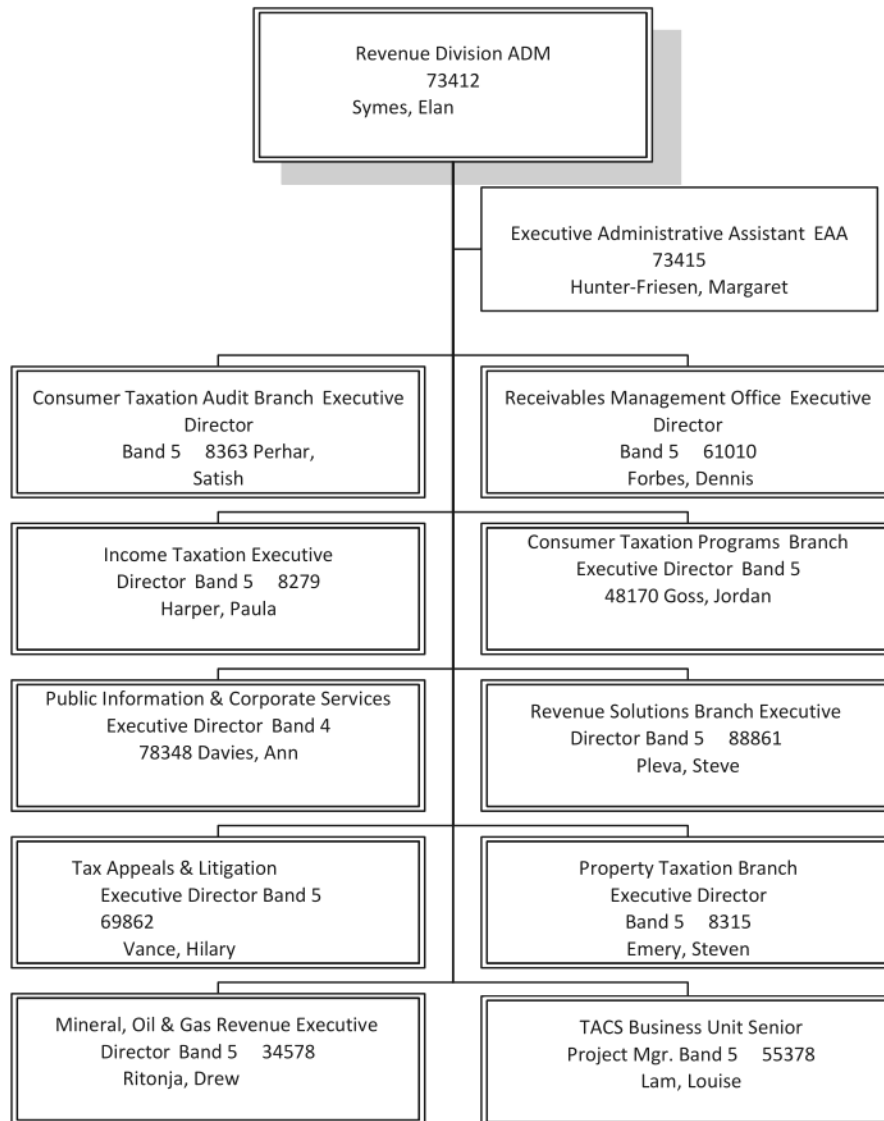 Revenue Division ADM
73412
Symes, Elan
Executive Administrative Assistant EAA
73415
Hunter-Friesen, Margaret
Consumer Taxation Audit Branch Executive
Director
Band 5 8363 Perhar,
Satish
Receivables Management Office Executive
Director
Band 5 61010
Forbes, Dennis
Income Taxation Executive
Director Band 5 8279
Harper, Paula
Consumer Taxation Programs Branch
Executive Director Band 5
48170 Goss, Jordan
Public Information & Corporate Services
Executive Director Band 4
78348 Davies, Ann
Revenue Solutions Branch Executive
Director Band 5 88861
Pleva, Steve
Tax Appeals & Litigation
Executive Director Band 5
69862
Vance, Hilary
Property Taxation Branch
Executive Director
Band 5 8315
Emery, Steven
Mineral, Oil & Gas Revenue Executive
Director Band 5 34578
Ritonja, Drew
TACS Business Unit Senior
Project Mgr. Band 5 55378
Lam, Louise